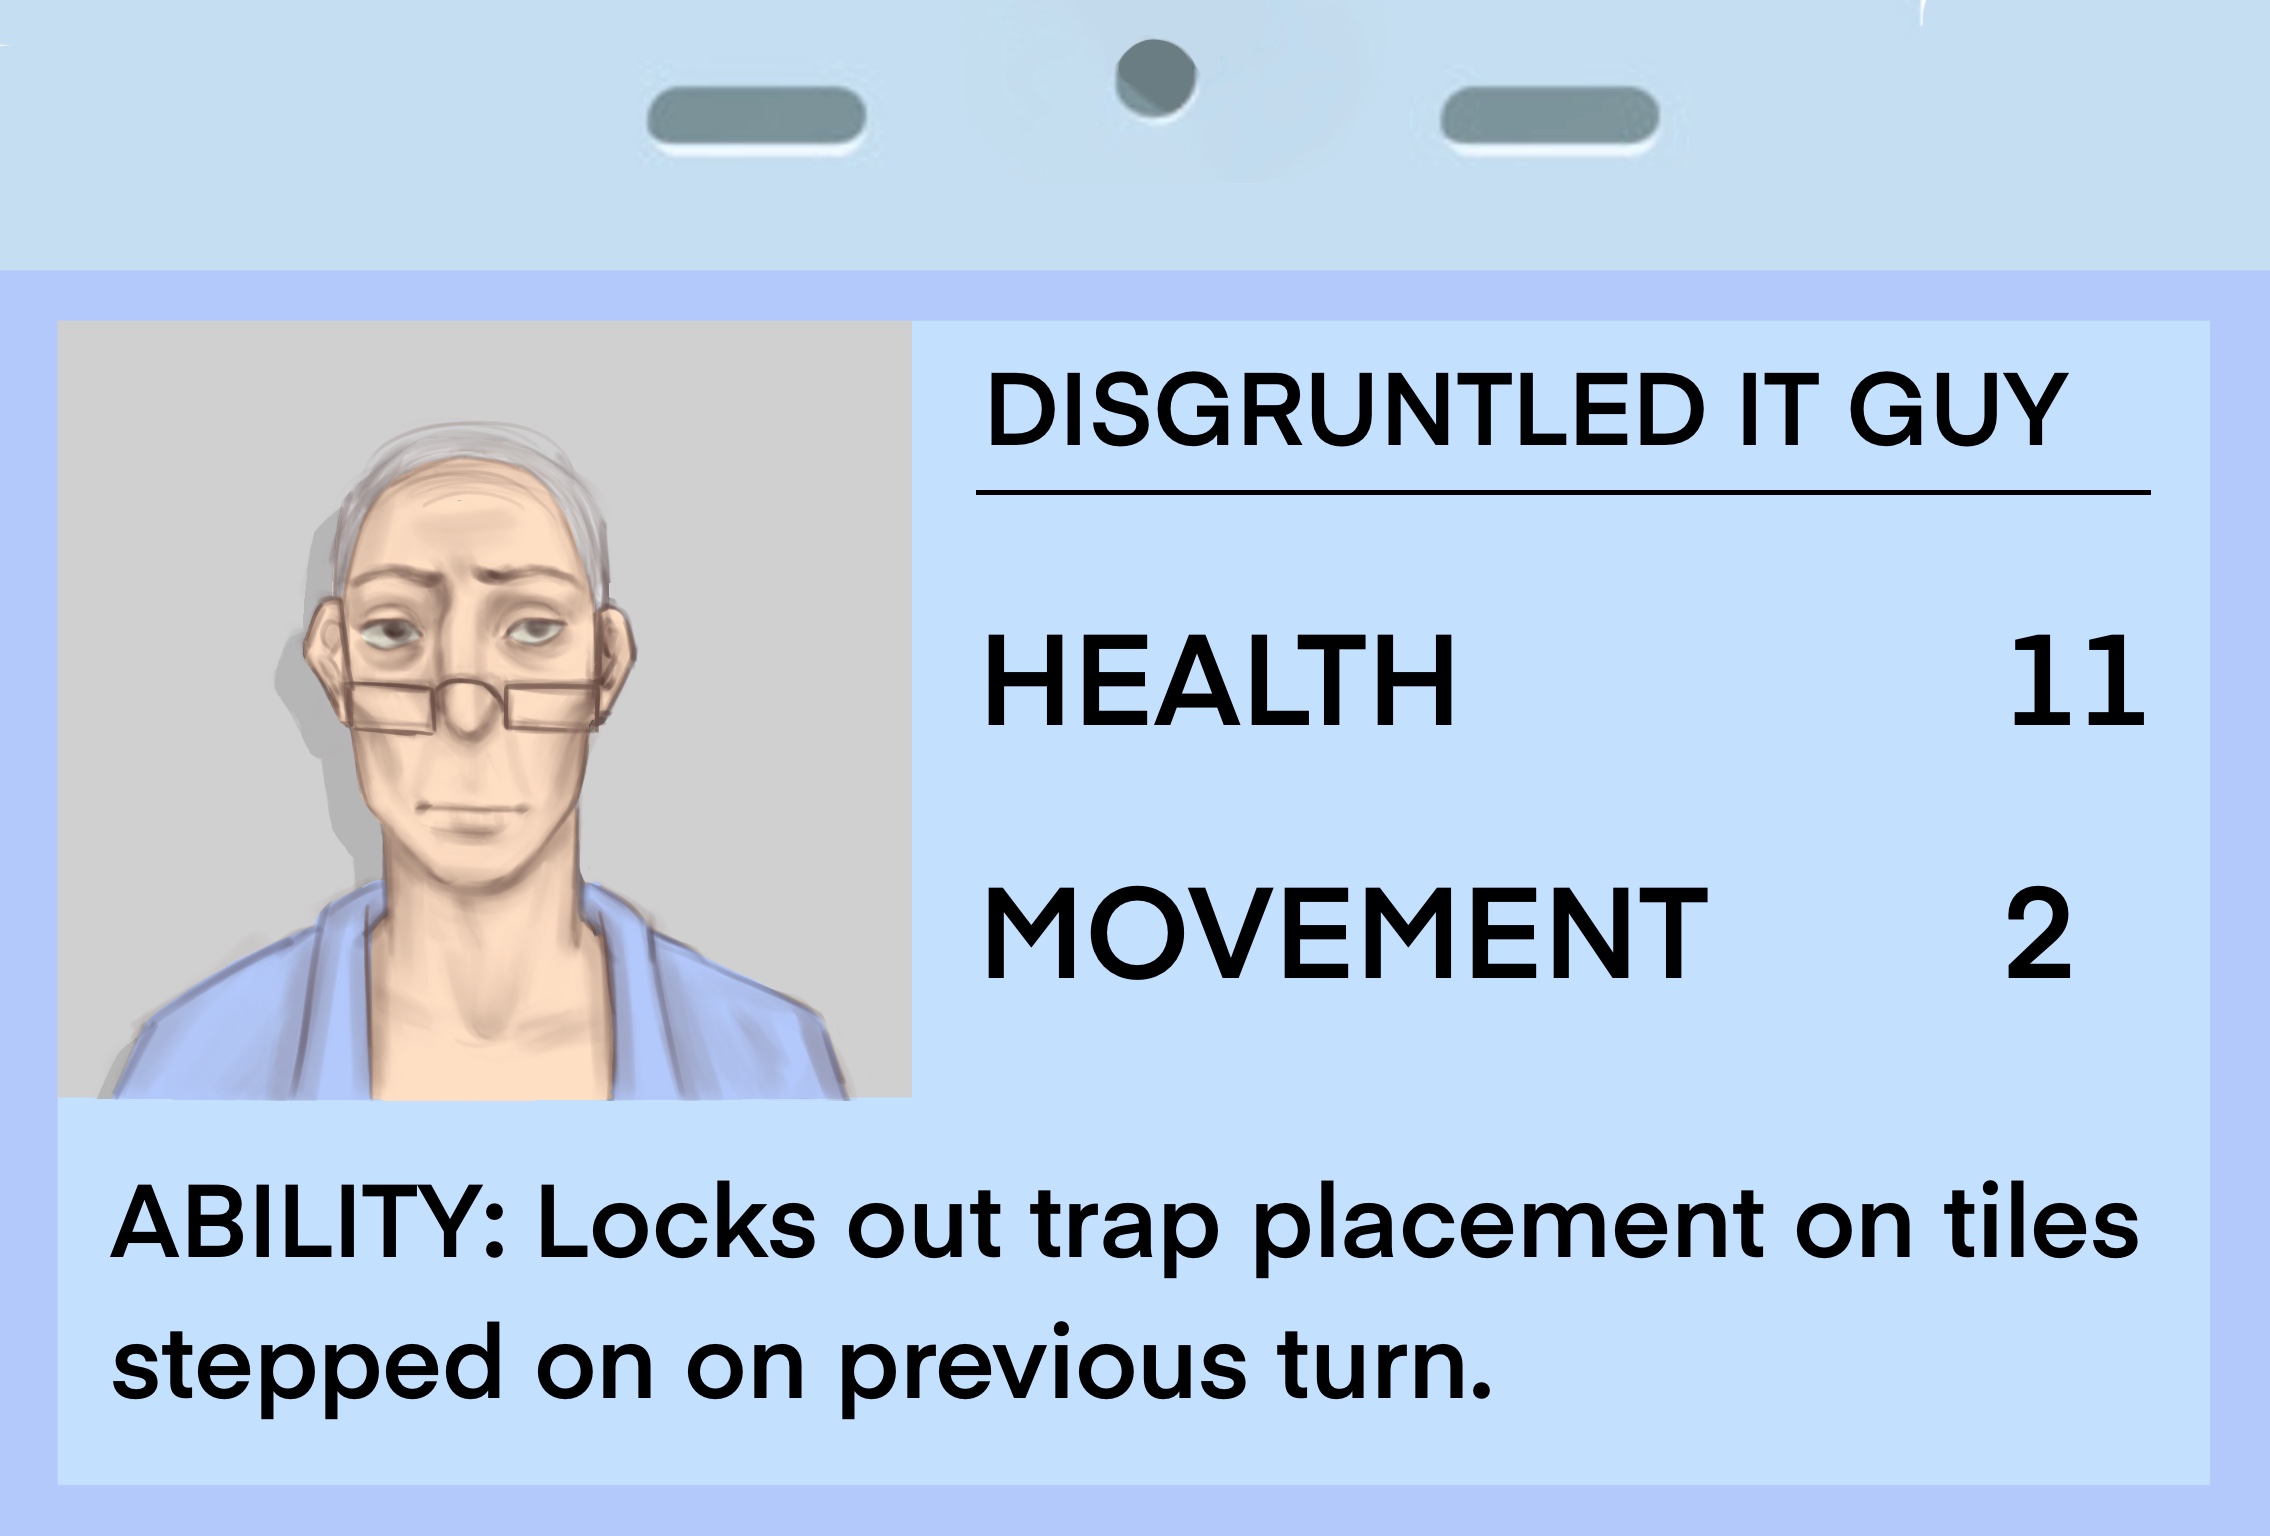 DISGRUNTLED IT GUY
HEALTH 11
MOVEMENT 2
ABILITY: Locks out trap placement on tiles
stepped on on previous turn.